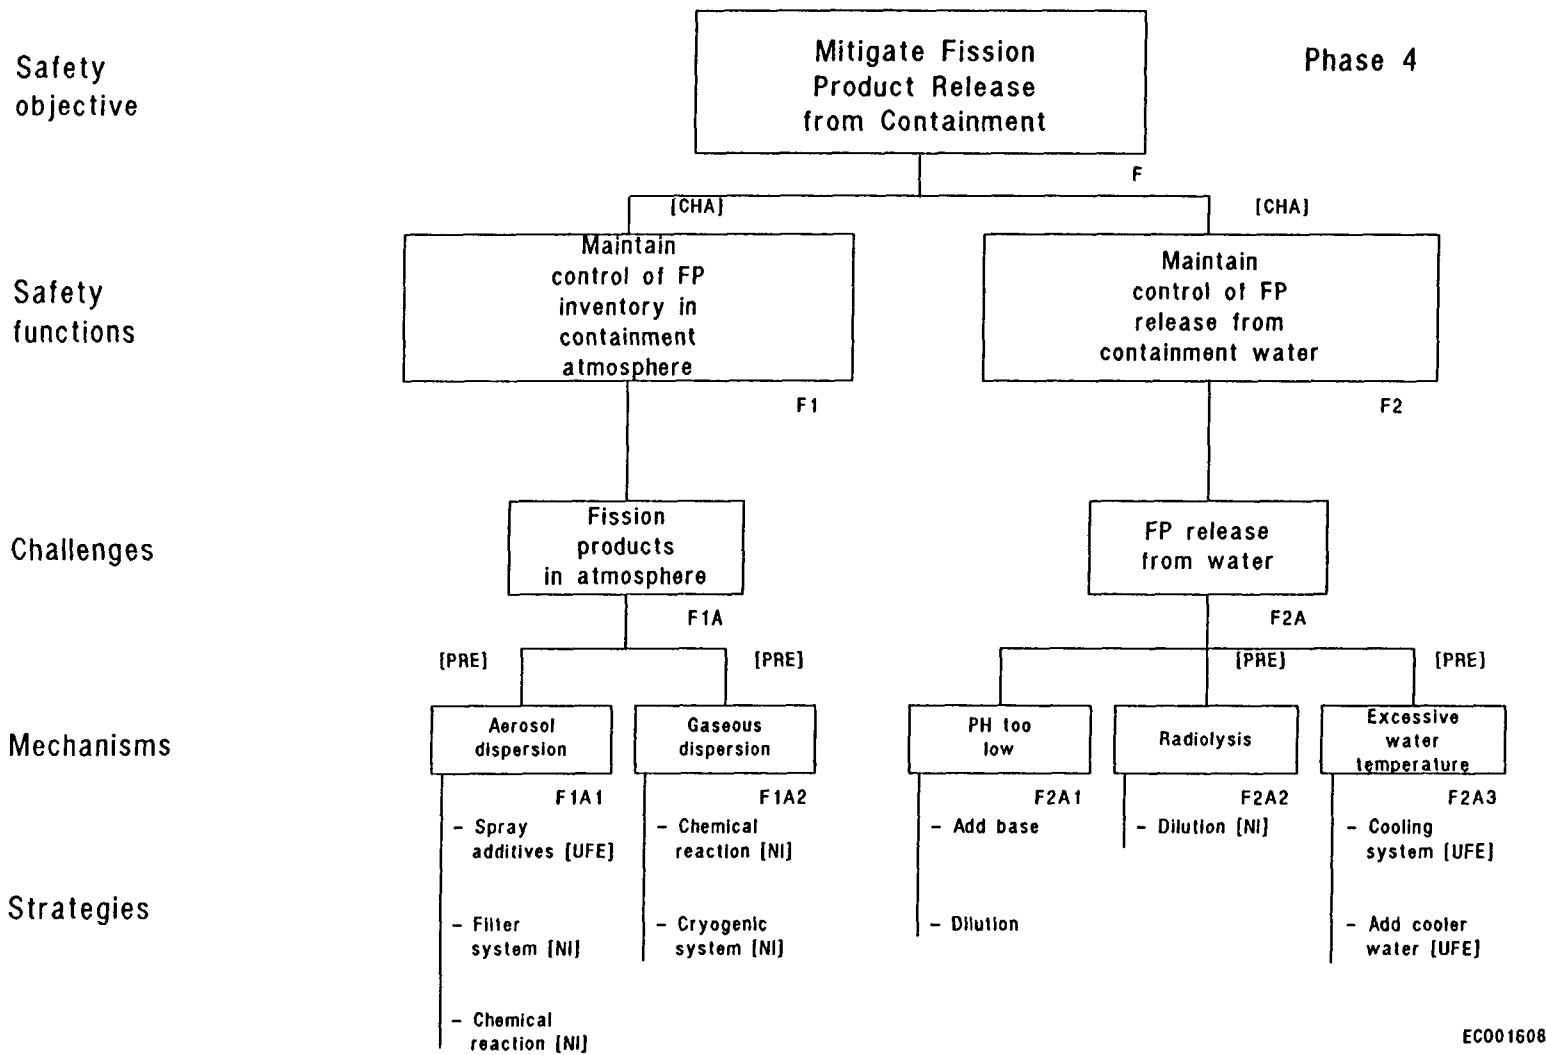 Safety
objective
Mitigate Fission
Product Release
from Containment
Phase 4
F
[CHA]
[CHA]
Safety
functions
Maintain
control of FP
inventory in
containment
atmosphere
Maintain
control of FP
release from
containment water
F1
F2
Challenges
Fission
products
in atmosphere
FP release
from water
F1A
F2A
[PRE]
[PRE]
[PRE]
[PRE]
Mechanisms
Aerosol
dispersion
Gaseous
dispersion
PH too
low
Radiolysis
Excessive
water
temperature
F1A1
F1A2
F2A1
F2A2
F2A3
Strategies
– Spray
additives [UFE]
– Filter
system [NI]
– Chemical
reaction [NI]
– Chemical
reaction [NI]
– Cryogenic
system [NI]
– Add base
– Dilution
– Dilution [NI]
– Cooling
system [UFE]
– Add cooler
water [UFE]
ECO01608